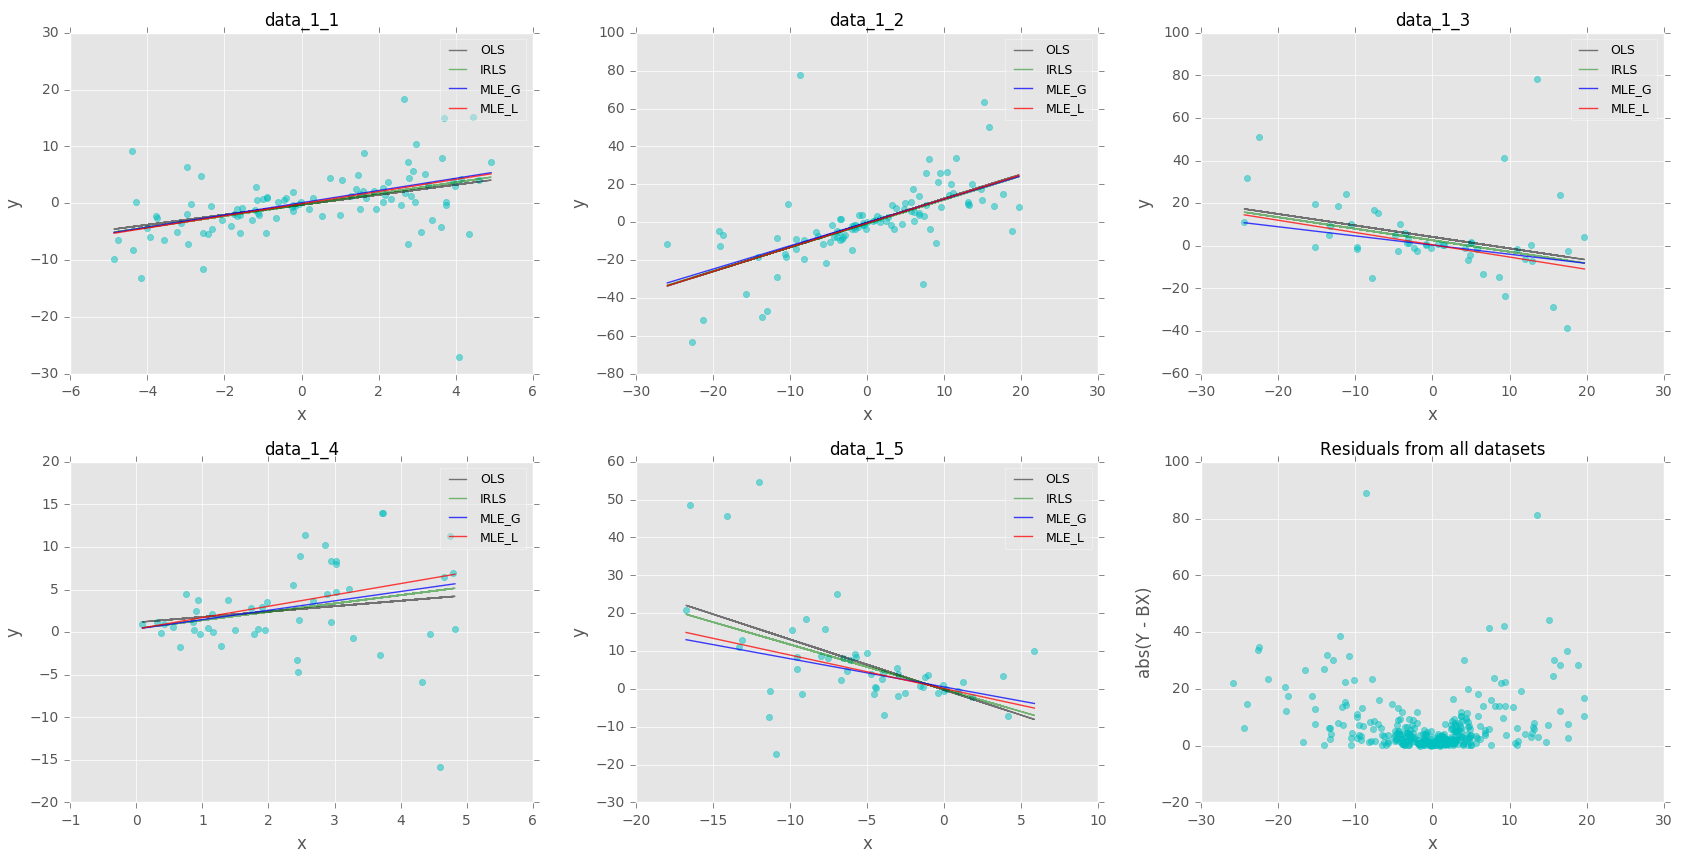 data_1_1
30
20
10
0
−10
−20
−30
y
−6 −4 −2 0 2 4 6
x
OLS
IRLS
MLE_G
MLE_L
data_1_2
100
80
60
40
20
0
−20
−40
−60
−80
y
−30 −20 −10 0 10 20 30
x
OLS
IRLS
MLE_G
MLE_L
data_1_3
100
80
60
40
20
0
−20
−40
−60
y
−30 −20 −10 0 10 20 30
x
OLS
IRLS
MLE_G
MLE_L
data_1_4
20
15
10
5
0
−5
−10
−15
−20
y
−1 0 1 2 3 4 5 6
x
OLS
IRLS
MLE_G
MLE_L
data_1_5
60
50
40
30
20
10
0
−10
−20
−30
y
−20 −15 −10 −5 0 5 10
x
OLS
IRLS
MLE_G
MLE_L
Residuals from all datasets
100
80
60
40
20
0
−20
abs(Y - BX)
−30 −20 −10 0 10 20 30
x